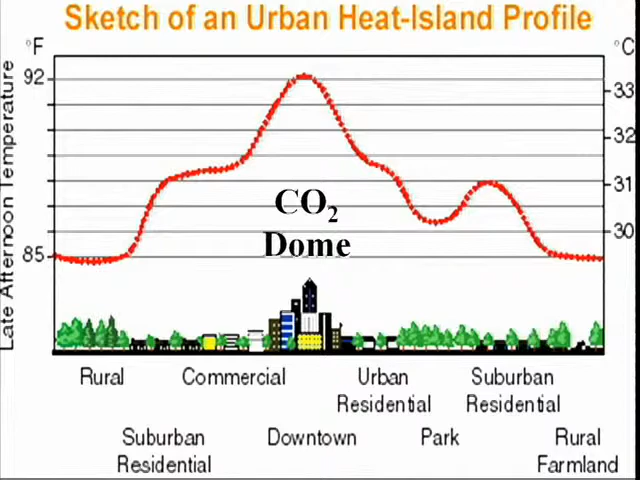 Sketch of an Urban Heat-Island Profile
°F
°C
Late Afternoon Temperature
92
85
33
32
31
30
CO₂
Dome
Rural
Commercial
Urban
Residential
Suburban
Residential
Suburban
Residential
Downtown
Park
Rural
Farmland